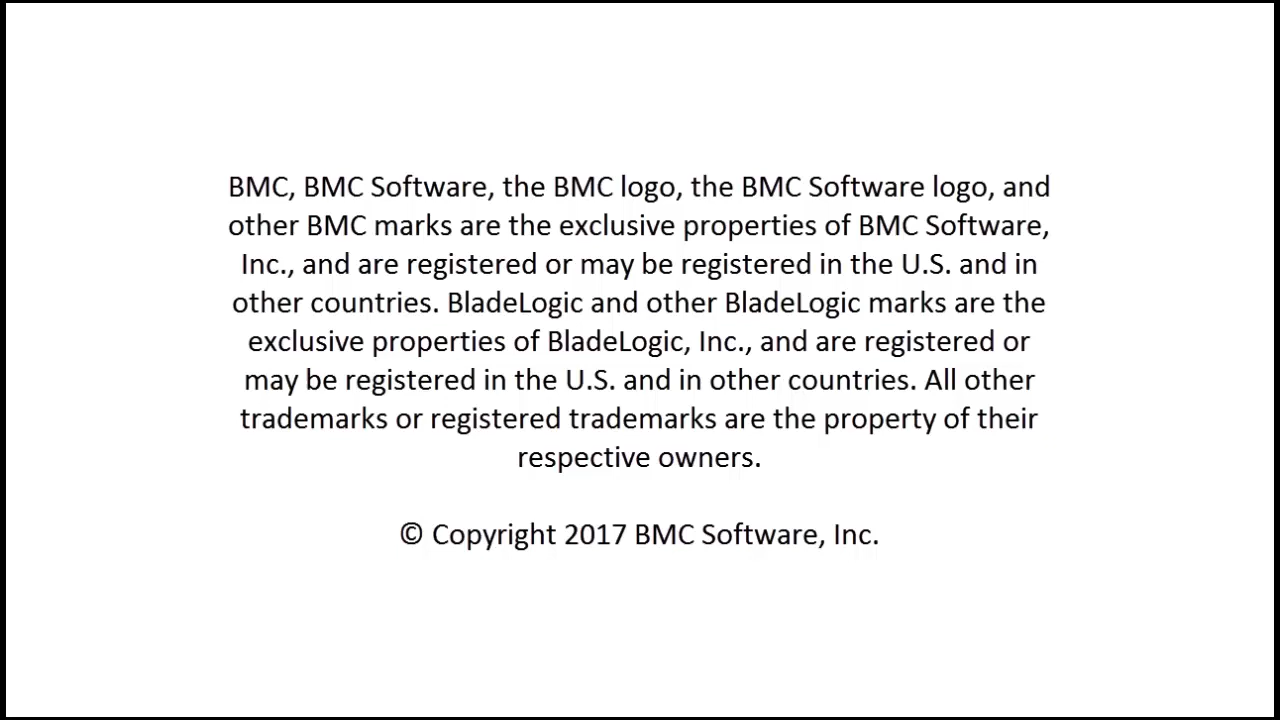 BMC, BMC Software, the BMC logo, the BMC Software logo, and
other BMC marks are the exclusive properties of BMC Software,
Inc., and are registered or may be registered in the U.S. and in
other countries. BladeLogic and other BladeLogic marks are the
exclusive properties of BladeLogic, Inc., and are registered or
may be registered in the U.S. and in other countries. All other
trademarks or registered trademarks are the property of their
respective owners.
© Copyright 2017 BMC Software, Inc.